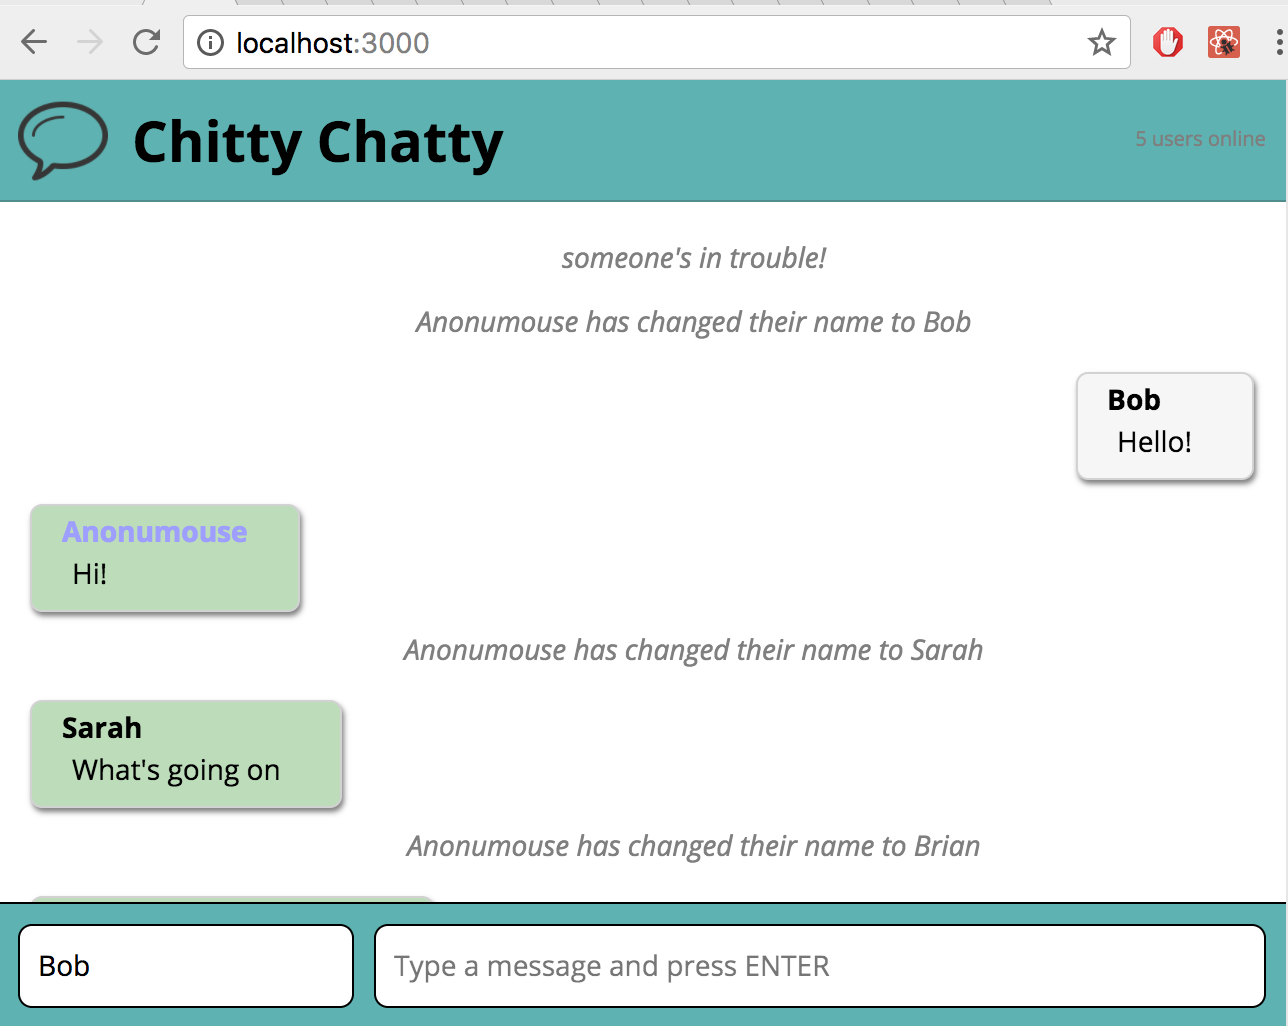 localhost:3000
Chitty Chatty
5 users online
someone's in trouble!
Anonumouse has changed their name to Bob
Bob
Hello!
Anonumouse
Hi!
Anonumouse has changed their name to Sarah
Sarah
What's going on
Anonumouse has changed their name to Brian
Bob
Type a message and press ENTER